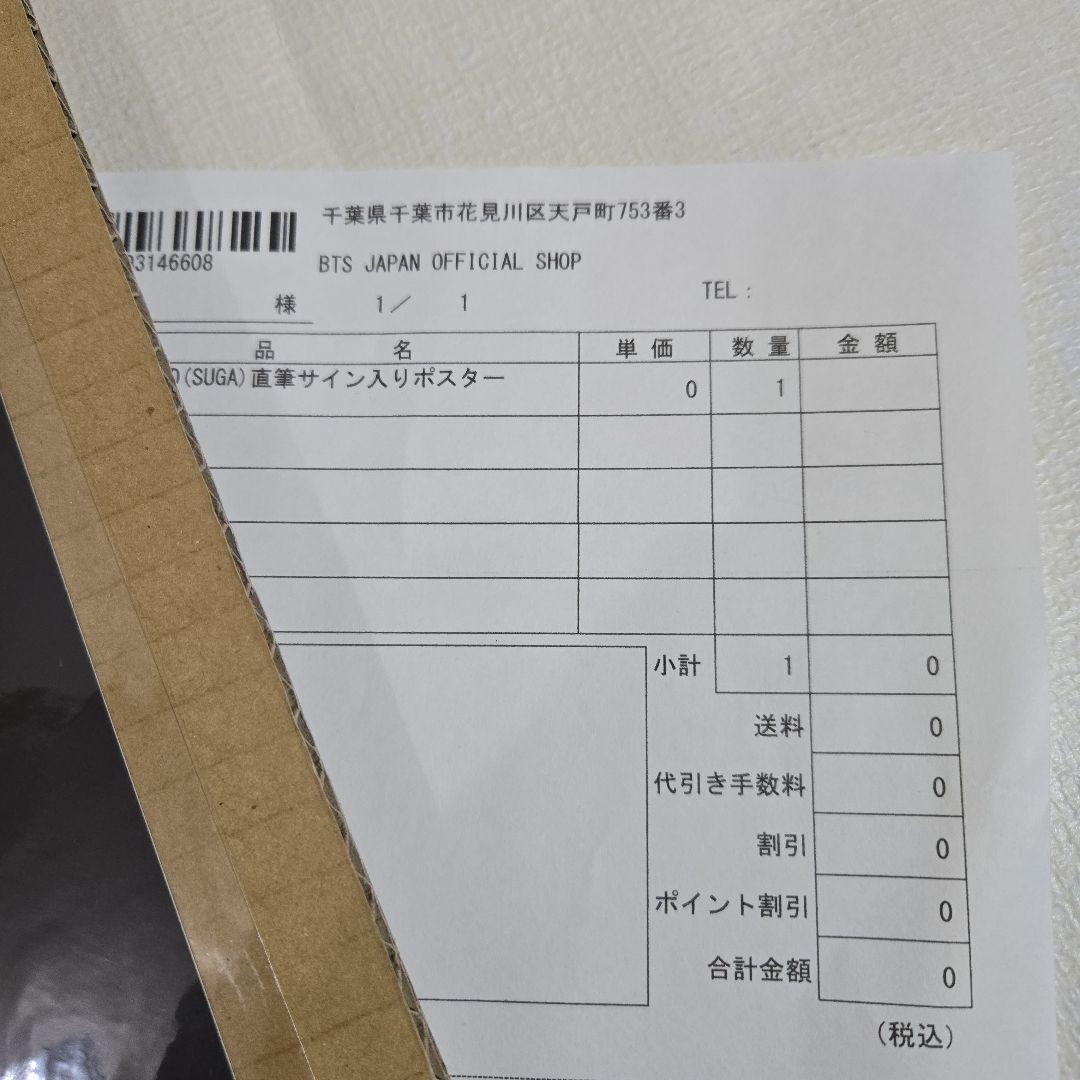 千葉県千葉市花見川区天戸町753番3
3146608
BTS JAPAN OFFICIAL SHOP
様 1／ 1
TEL：
品 名 単 価 数 量 金 額
(SUGA)直筆サイン入りポスター 0 1
小計 1 0
送料 0
代引き手数料 0
割引 0
ポイント割引 0
合計金額 0
(税込)